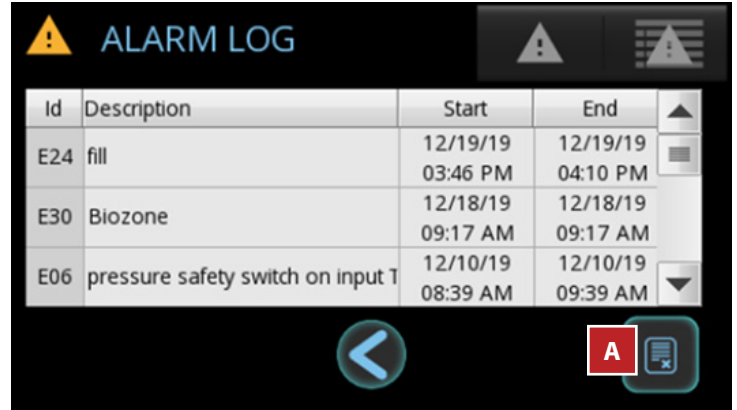 ALARM LOG
Id Description Start End
E24 fill 12/19/19 03:46 PM 12/19/19 04:10 PM
E30 Biozone 12/18/19 09:17 AM 12/18/19 09:17 AM
E06 pressure safety switch on input T 12/10/19 08:39 AM 12/10/19 09:39 AM
A